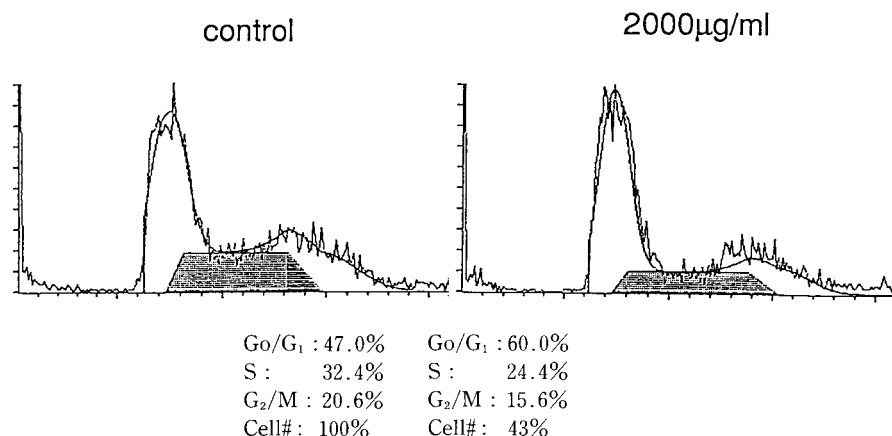 control
2000μg/ml
Go/G₁ : 47.0% Go/G₁ : 60.0%
S : 32.4% S : 24.4%
G₂/M : 20.6% G₂/M : 15.6%
Cell# : 100% Cell# : 43%